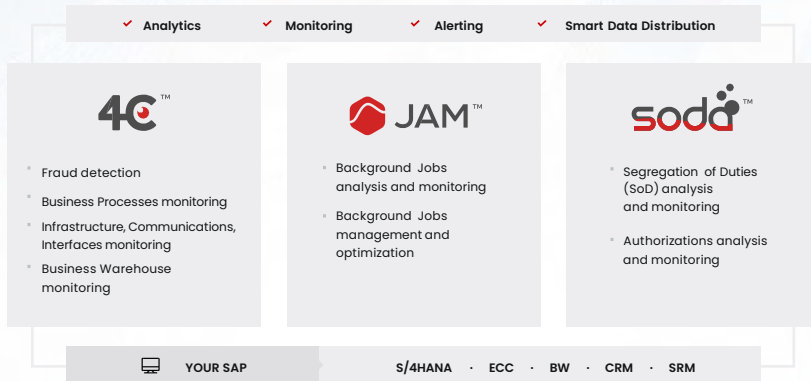 Analytics Monitoring Alerting Smart Data Distribution
4C™
Fraud detection
Business Processes monitoring
Infrastructure, Communications,
Interfaces monitoring
Business Warehouse
monitoring
JAM™
Background Jobs
analysis and monitoring
Background Jobs
management and
optimization
soda™
Segregation of Duties
(SoD) analysis
and monitoring
Authorizations analysis
and monitoring
YOUR SAP
S/4HANA · ECC · BW · CRM · SRM